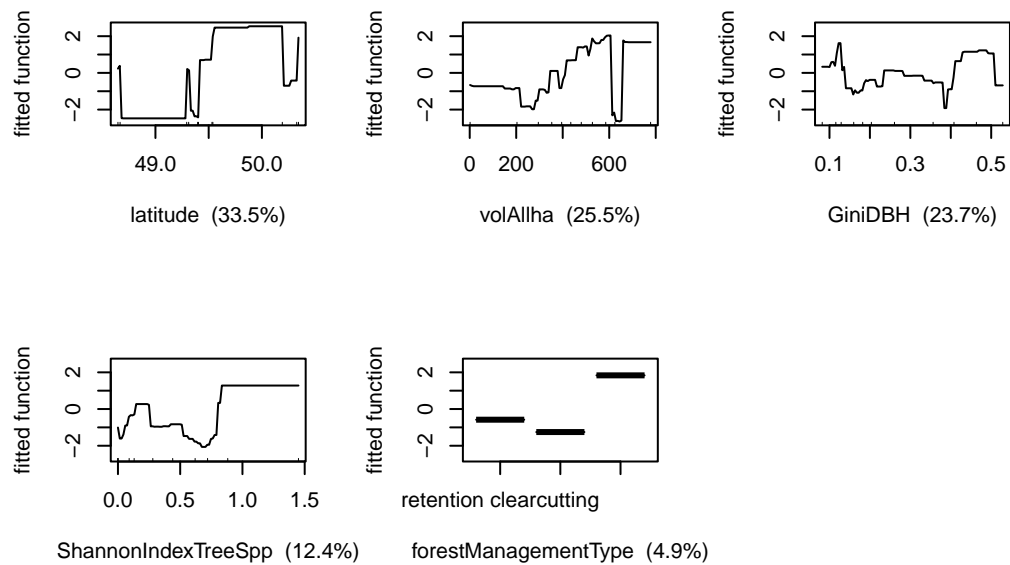 fitted function
−2 0 2
49.0 50.0
latitude (33.5%)
fitted function
−2 0 2
0 200 600
volAllha (25.5%)
fitted function
−2 0 2
0.1 0.3 0.5
GiniDBH (23.7%)
fitted function
−2 0 2
0.0 0.5 1.0 1.5
ShannonIndexTreeSpp (12.4%)
fitted function
−2 0 2
retention clearcutting
forestManagementType (4.9%)